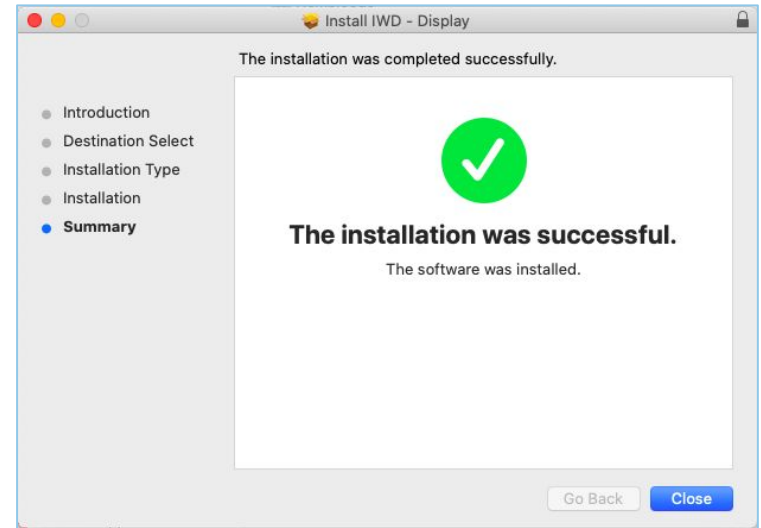 Install IWD - Display
The installation was completed successfully.
Introduction
Destination Select
Installation Type
Installation
Summary
The installation was successful.
The software was installed.
Go Back
Close